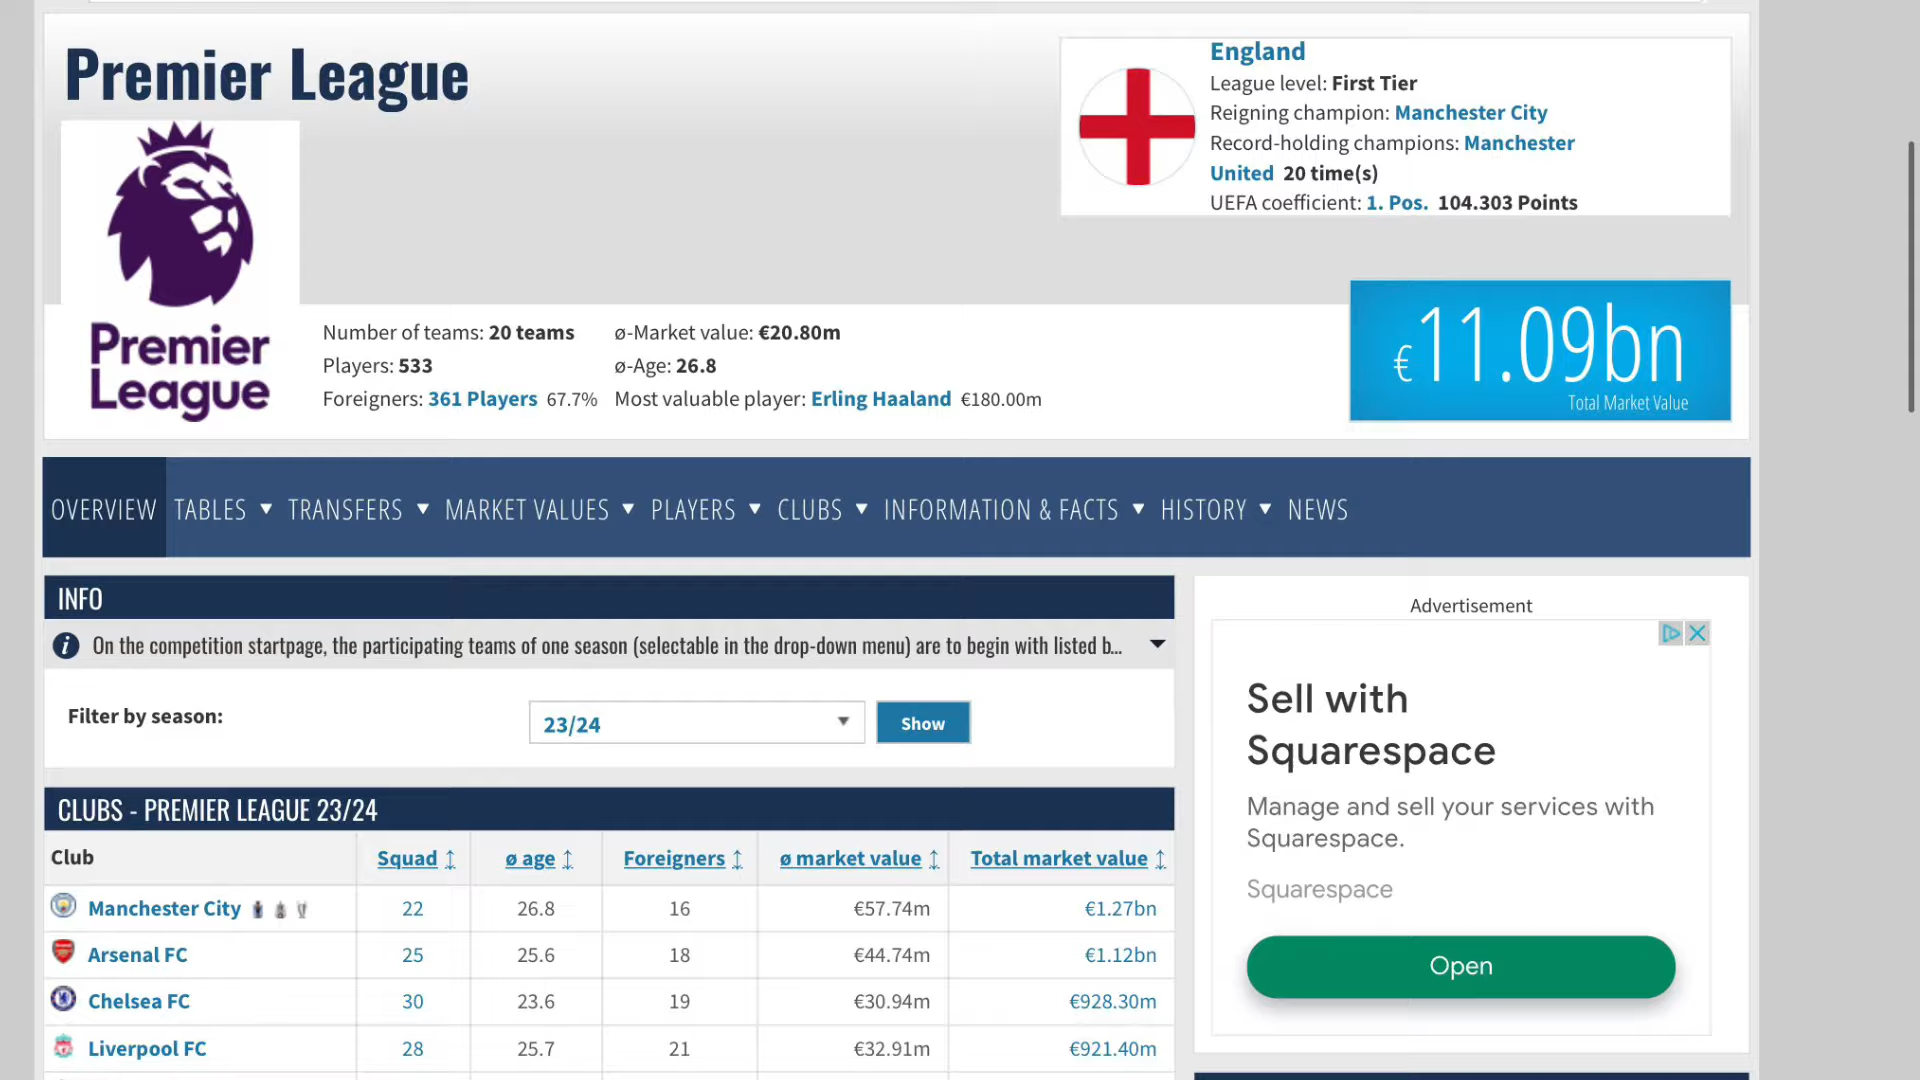 Premier League
England
League level: First Tier
Reigning champion: Manchester City
Record-holding champions: Manchester
United 20 time(s)
UEFA coefficient: 1. Pos. 104.303 Points
Premier
League
Number of teams: 20 teams
ø-Market value: €20.80m
Players: 533
ø-Age: 26.8
Foreigners: 361 Players 67.7%
Most valuable player: Erling Haaland €180.00m
€11.09bn
Total Market Value
OVERVIEW TABLES TRANSFERS MARKET VALUES PLAYERS CLUBS INFORMATION & FACTS HISTORY NEWS
INFO
On the competition startpage, the participating teams of one season (selectable in the drop-down menu) are to begin with listed b...
Filter by season: 23/24 Show
CLUBS - PREMIER LEAGUE 23/24
Club Squad ø age Foreigners ø market value Total market value
Manchester City 22 26.8 16 €57.74m €1.27bn
Arsenal FC 25 25.6 18 €44.74m €1.12bn
Chelsea FC 30 23.6 19 €30.94m €928.30m
Liverpool FC 28 25.7 21 €32.91m €921.40m
Advertisement
Sell with
Squarespace
Manage and sell your services with
Squarespace.
Squarespace
Open